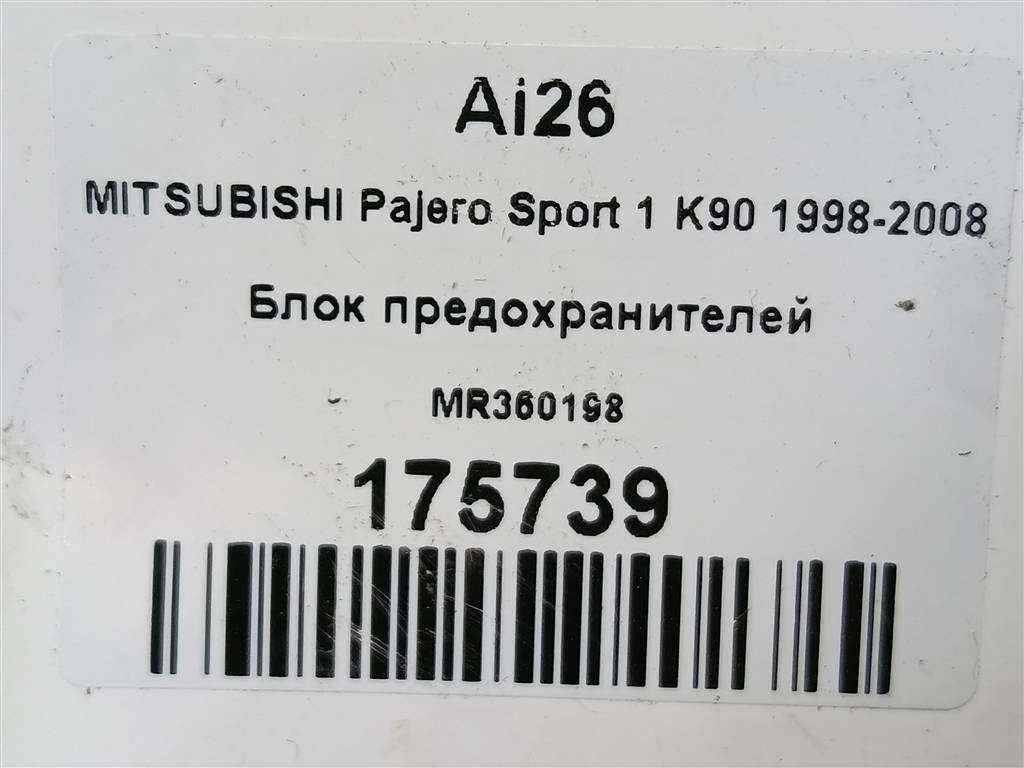 Ai26
MITSUBISHI Pajero Sport 1 K90 1998-2008
Блок предохранителей
MR360198
175739